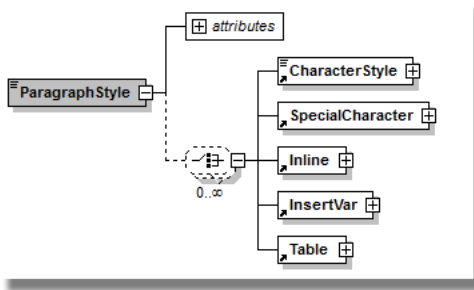 attributes
CharacterStyle
ParagraphStyle
SpecialCharacter
Inline
0..∞
InsertVar
Table